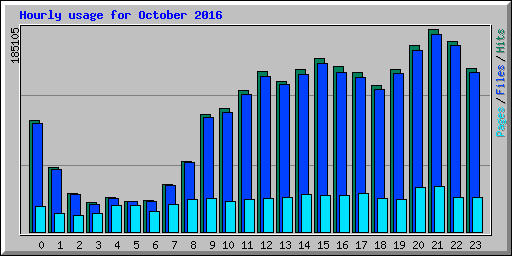 Hourly usage for October 2016
185105
Pages/Files/Hits
0 1 2 3 4 5 6 7 8 9 10 11 12 13 14 15 16 17 18 19 20 21 22 23